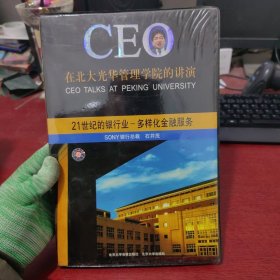 CEO
在北大光华管理学院的讲演
CEO TALKS AT PEKING UNIVERSITY
21世纪的银行业－多样化金融服务
SONY银行总裁 石井茂